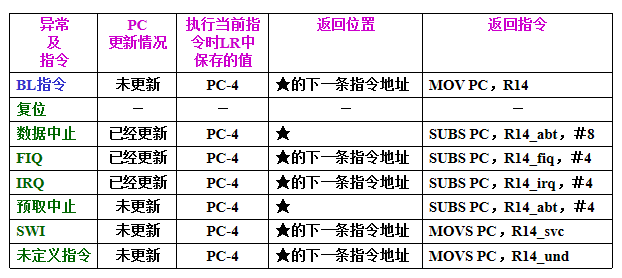 异常及指令 PC更新情况 执行当前指令时LR中保存的值 返回位置 返回指令
BL指令 未更新 PC-4 ★的下一条指令地址 MOV PC，R14
复位 － － － －
数据中止 已经更新 PC-4 ★ SUBS PC，R14_abt，＃8
FIQ 已经更新 PC-4 ★的下一条指令地址 SUBS PC，R14_fiq，＃4
IRQ 已经更新 PC-4 ★的下一条指令地址 SUBS PC，R14_irq，＃4
预取中止 未更新 PC-4 ★ SUBS PC，R14_abt，＃4
SWI 未更新 PC-4 ★的下一条指令地址 MOVS PC，R14_svc
未定义指令 未更新 PC-4 ★的下一条指令地址 MOVS PC，R14_und